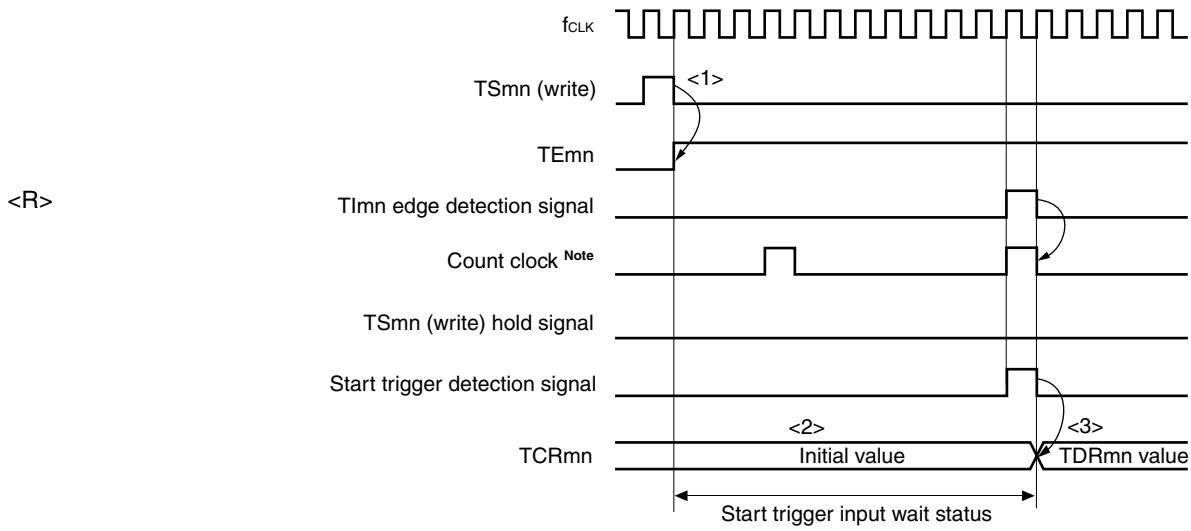 fCLK
TSmn (write)
<1>
TEmn
<R>
TImn edge detection signal
Count clock Note
TSmn (write) hold signal
Start trigger detection signal
<2>
<3>
TCRmn
Initial value
TDRmn value
Start trigger input wait status